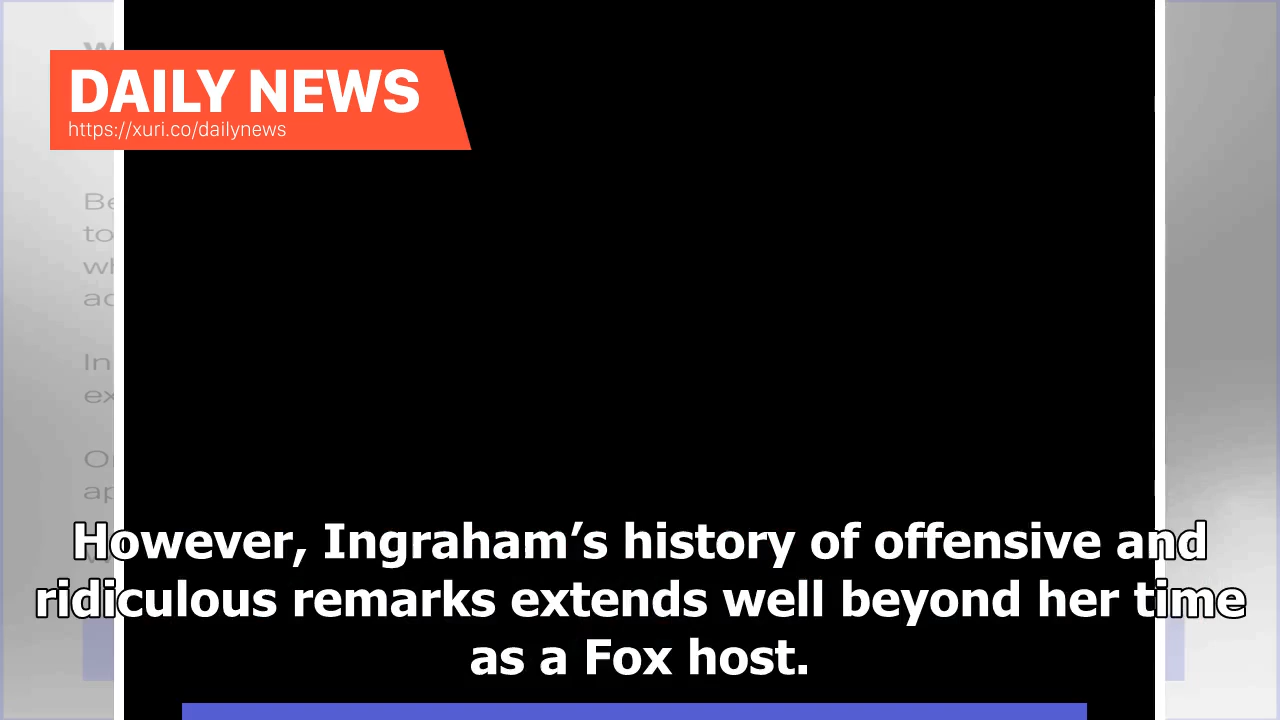 DAILY NEWS
https://xuri.co/dailynews
However, Ingraham’s history of offensive and
ridiculous remarks extends well beyond her time
as a Fox host.